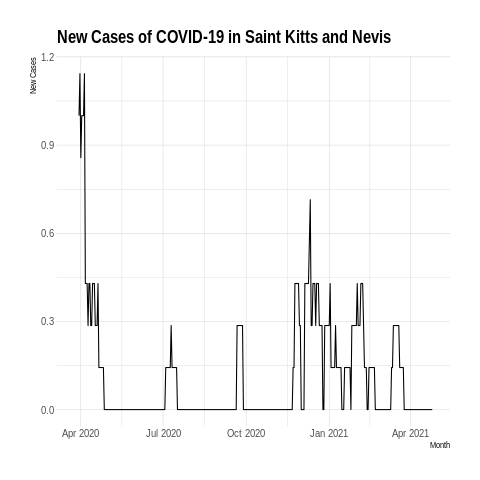 New Cases of COVID-19 in Saint Kitts and Nevis
New Cases
1.2
0.9
0.6
0.3
0.0
Apr 2020 Jul 2020 Oct 2020 Jan 2021 Apr 2021
Month